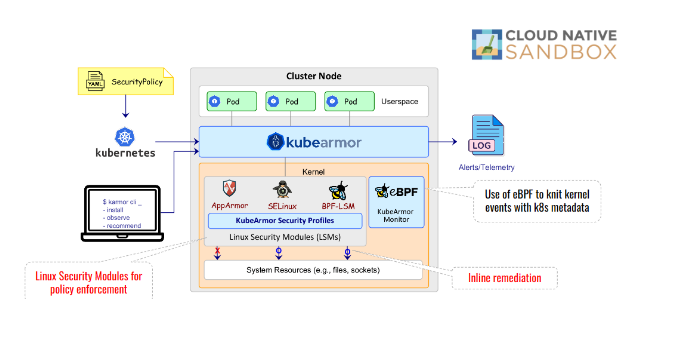 CLOUD NATIVE
SANDBOX
Cluster Node
YAML
SecurityPolicy
Pod
Pod
Pod
Userspace
kubernetes
kubearmor
LOG
Alerts/Telemetry
Kernel
AppArmor
SELinux
BPF-LSM
eBPF
KubeArmor
Monitor
KubeArmor Security Profiles
Linux Security Modules (LSMs)
System Resources (e.g., files, sockets)
$ karmor cli _
- install
- observe
- recommend
Use of eBPF to knit kernel
events with k8s metadata
Linux Security Modules for
policy enforcement
Inline remediation